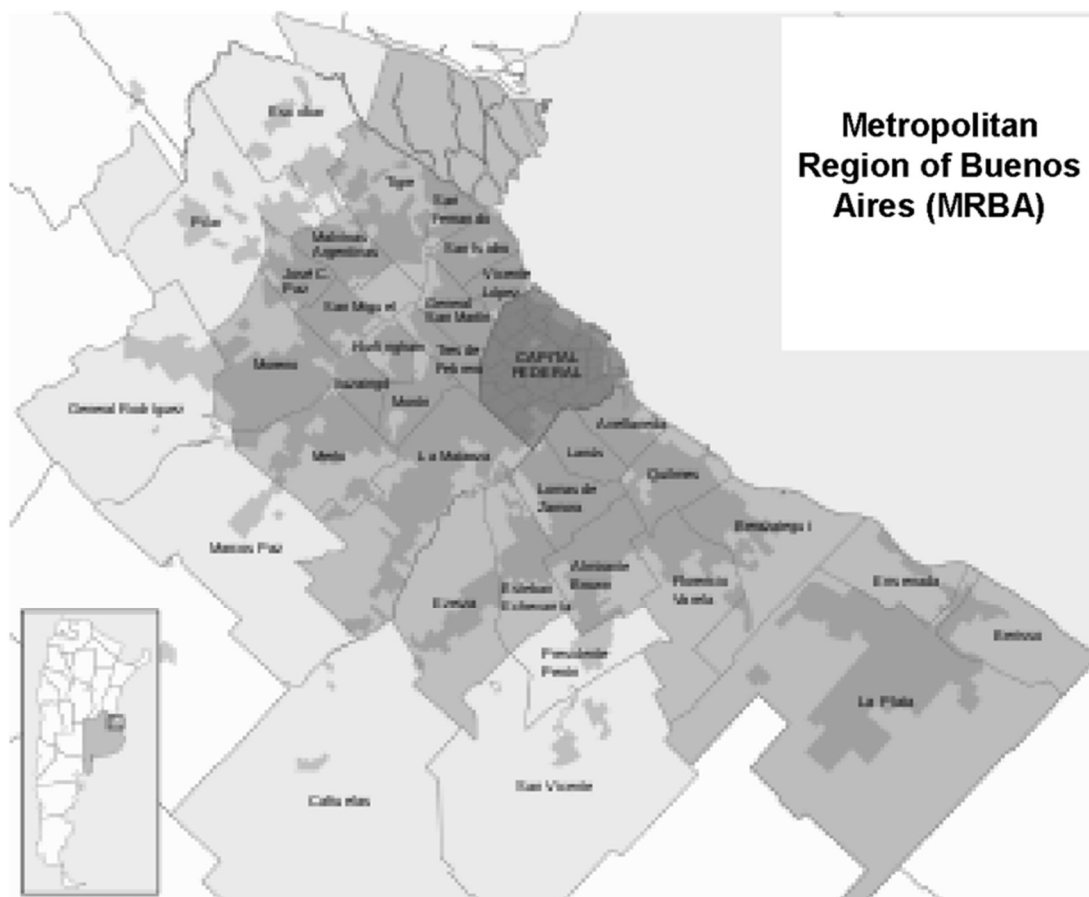 Metropolitan
Region of Buenos
Aires (MRBA)
Escobar
Tigre
San
Fernando
Pilar
Malvinas
Argentinas
San Isidro
José C.
Paz
Vicente
López
San Miguel
General
San Martín
Hurlingham
Tres de
Febrero
CAPITAL
FEDERAL
Moreno
Ituzaingó
Morón
General Rodríguez
Avellaneda
Merlo
La Matanza
Lanús
Quilmes
Lomas de
Zamora
Berazategui
Marcos Paz
Almirante
Brown
Florencio
Varela
Ensenada
Ezeiza
Esteban
Echeverría
Berisso
Presidente
Perón
La Plata
San Vicente
Cañuelas